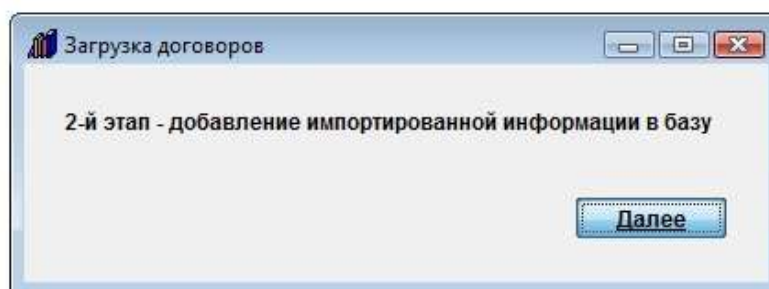 Загрузка договоров
2-й этап - добавление импортированной информации в базу
Далее